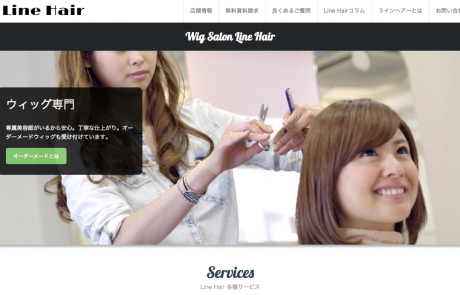 Line Hair
店舗情報
無料資料請求
良くあるご質問
Line Hairコラム
ラインヘアーとは
お問い合
Wig Salon Line Hair
ウィッグ専門
専属美容師がいるから安心。丁寧な仕上がり。オー
ダーメードウィッグも受け付けています。
オーダーメードとは
Services
Line Hair 各種サービス